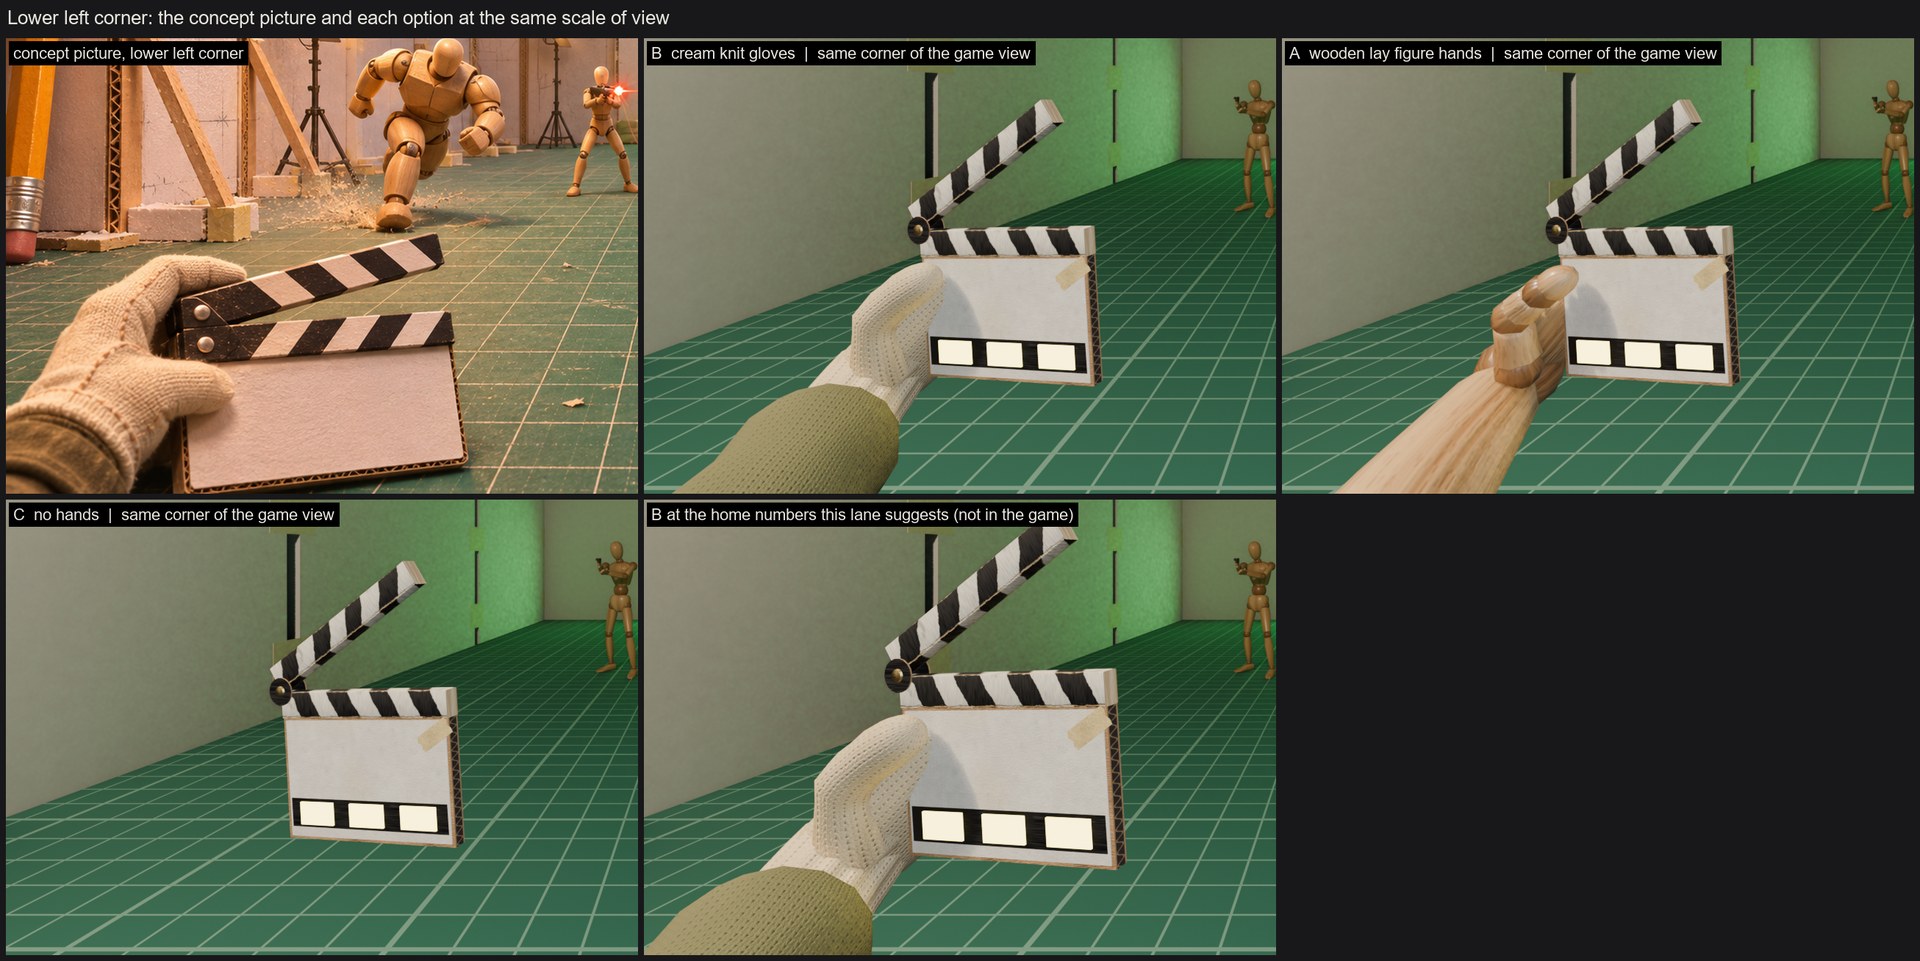 Lower left corner: the concept picture and each option at the same scale of view
concept picture, lower left corner
B cream knit gloves | same corner of the game view
A wooden lay figure hands | same corner of the game view
C no hands | same corner of the game view
B at the home numbers this lane suggests (not in the game)